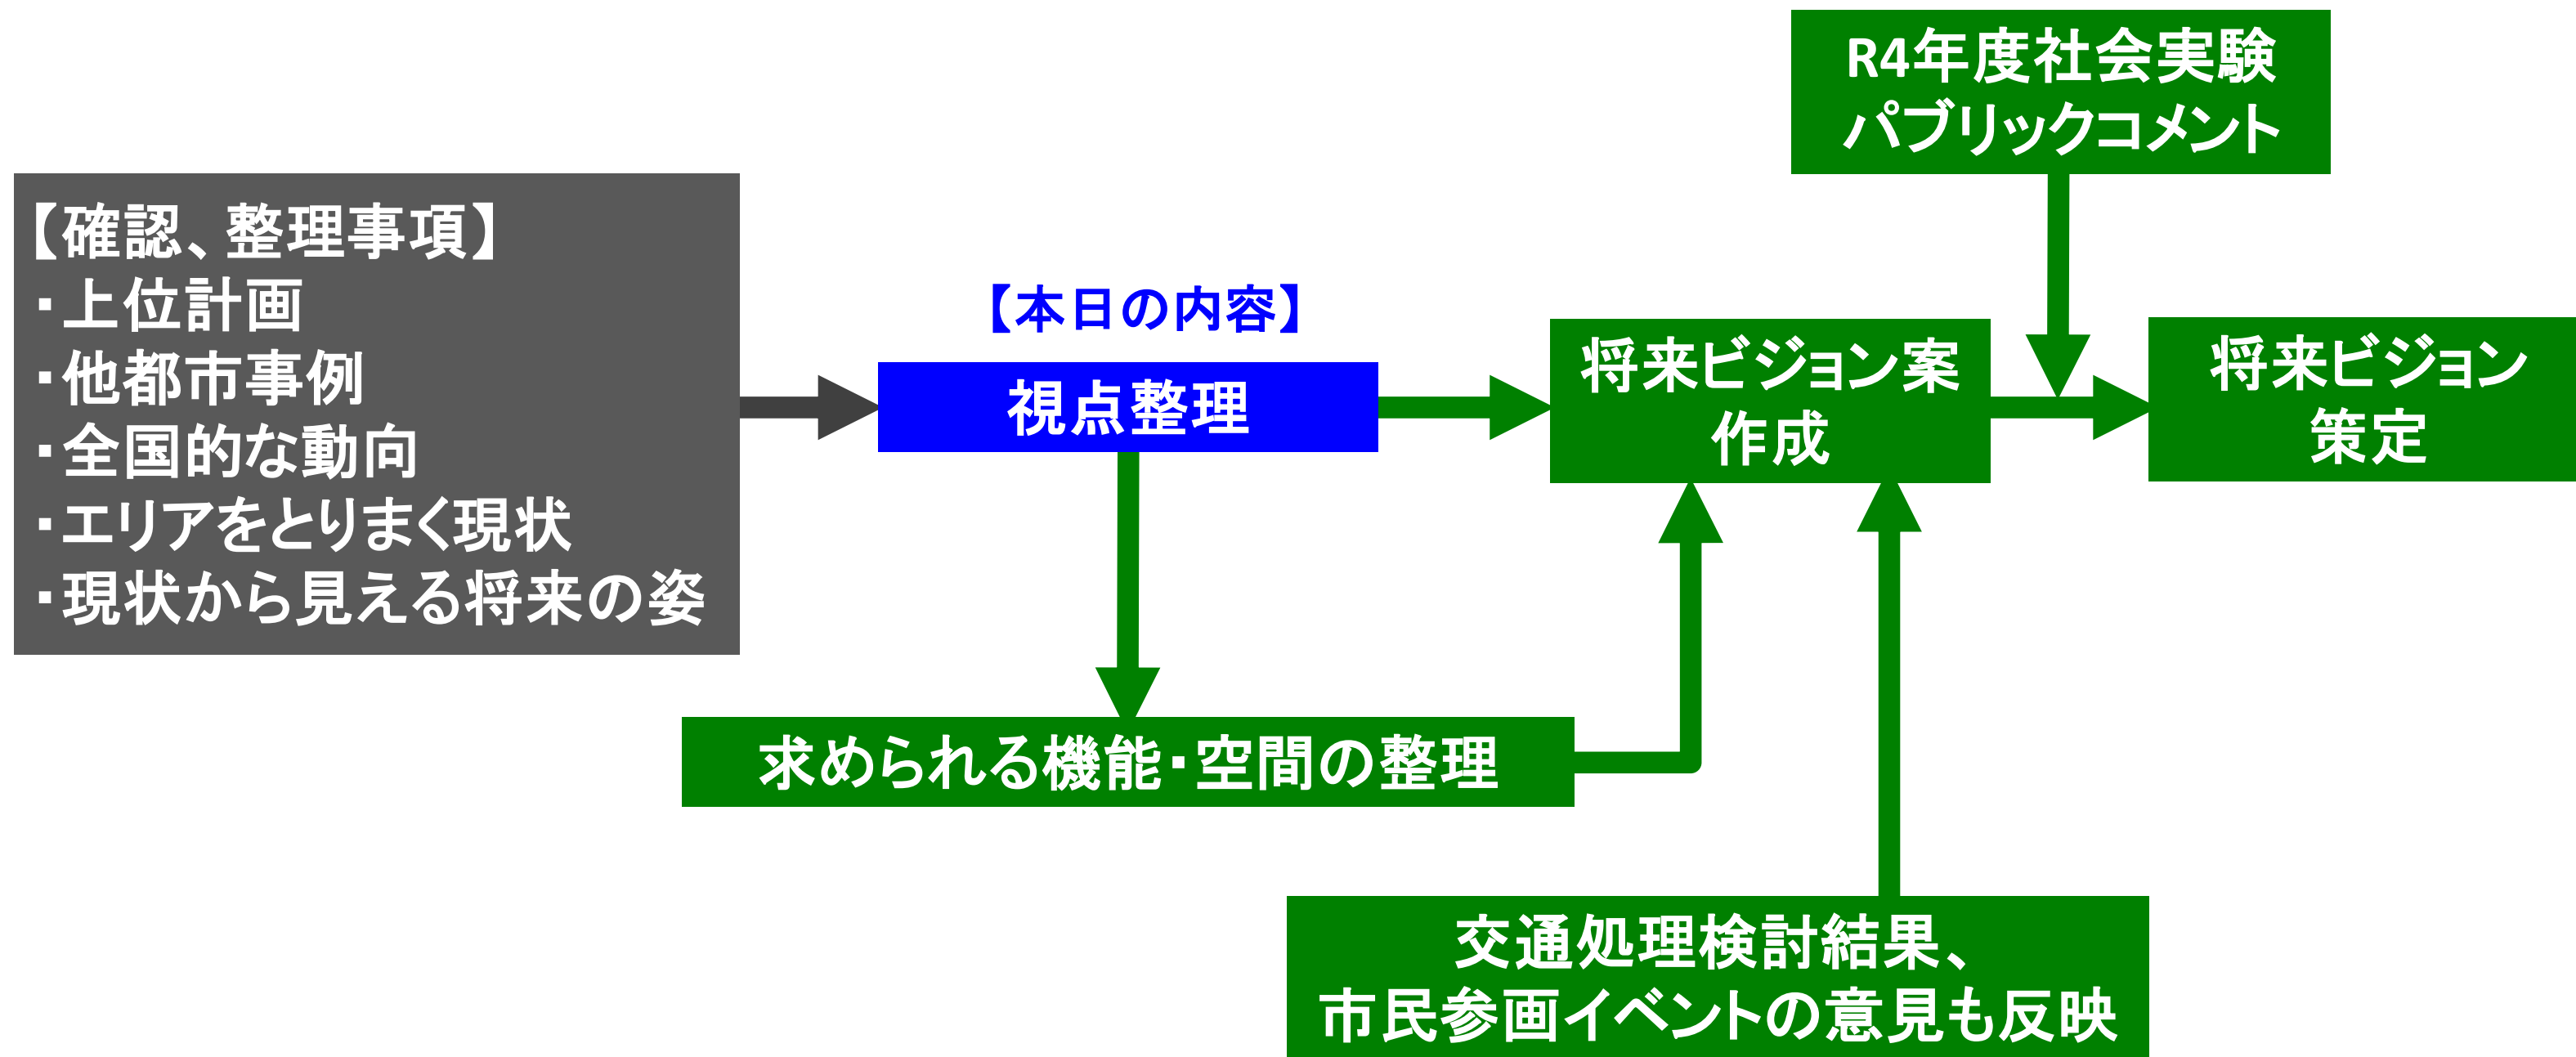 R4年度社会実験
パブリックコメント
【確認、整理事項】
・上位計画
・他都市事例
・全国的な動向
・エリアをとりまく現状
・現状から見える将来の姿
【本日の内容】
視点整理
将来ビジョン案
作成
将来ビジョン
策定
求められる機能・空間の整理
交通処理検討結果、
市民参画イベントの意見も反映